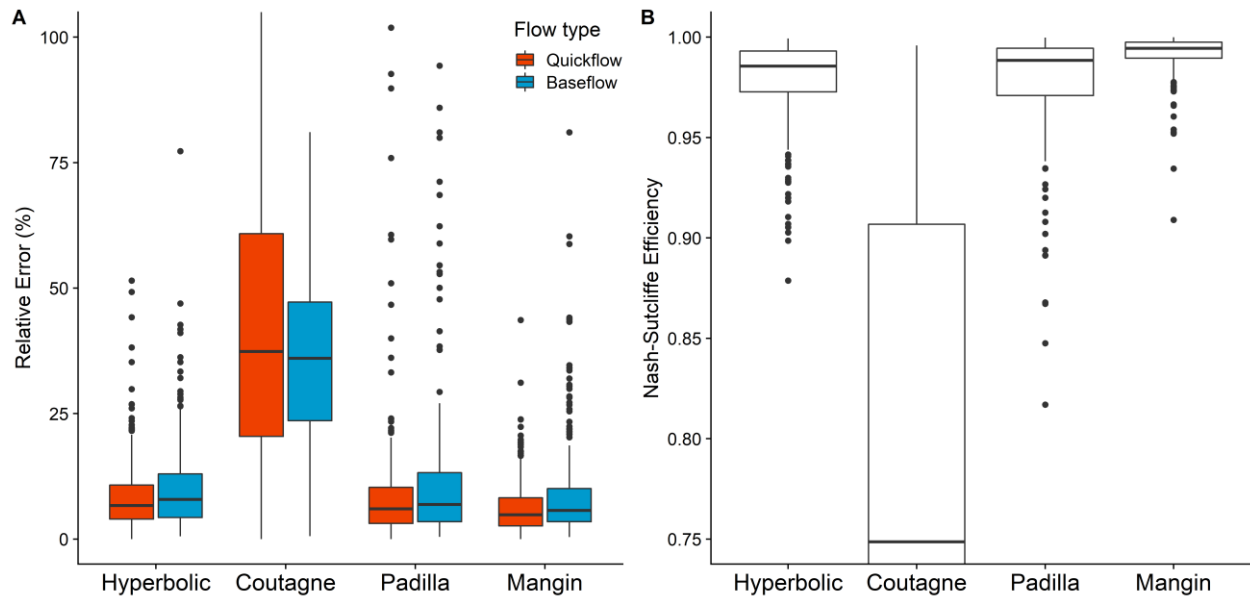 A
Relative Error (%)
100
75
50
25
0
Flow type
Quickflow
Baseflow
Hyperbolic Coutagne Padilla Mangin
B
Nash-Sutcliffe Efficiency
1.00
0.95
0.90
0.85
0.80
0.75
Hyperbolic Coutagne Padilla Mangin